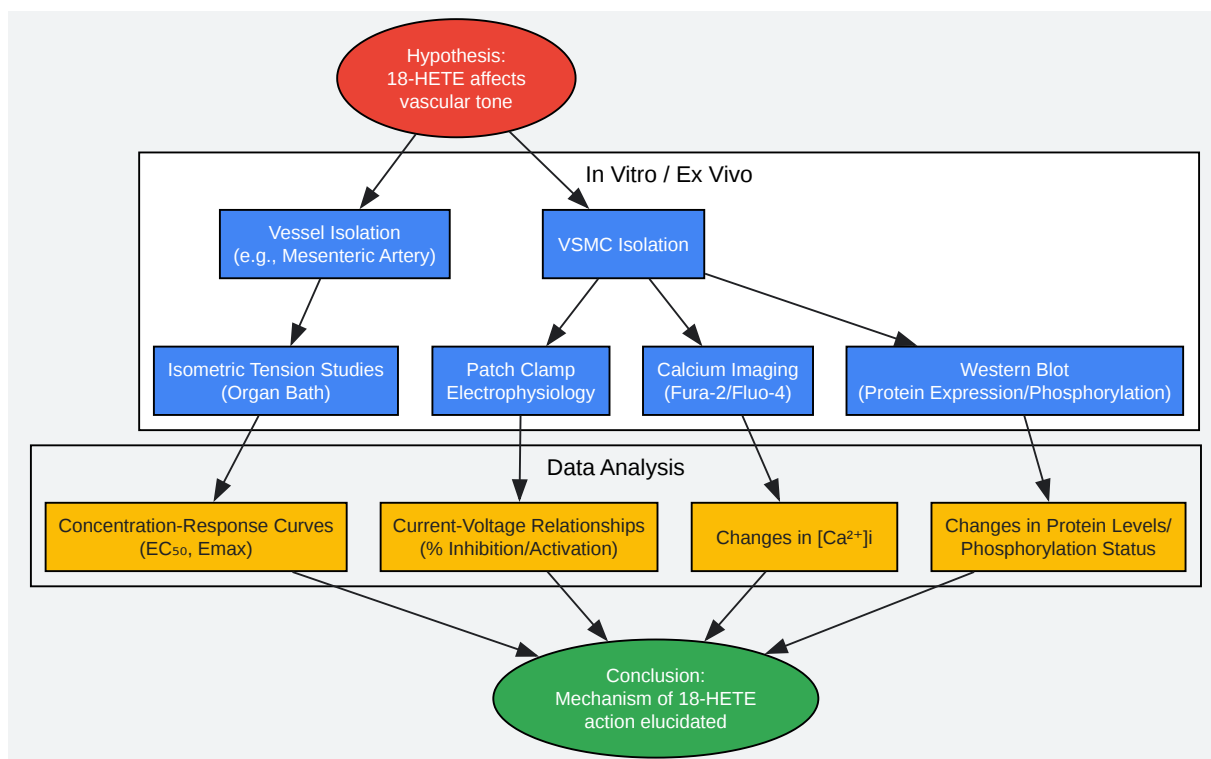 Hypothesis:
18-HETE affects
vascular tone
In Vitro / Ex Vivo
Vessel Isolation
(e.g., Mesenteric Artery)
VSMC Isolation
Isometric Tension Studies
(Organ Bath)
Patch Clamp
Electrophysiology
Calcium Imaging
(Fura-2/Fluo-4)
Western Blot
(Protein Expression/Phosphorylation)
Data Analysis
Concentration-Response Curves
(EC₅₀, Emax)
Current-Voltage Relationships
(% Inhibition/Activation)
Changes in [Ca²⁺]i
Changes in Protein Levels/
Phosphorylation Status
Conclusion:
Mechanism of 18-HETE
action elucidated